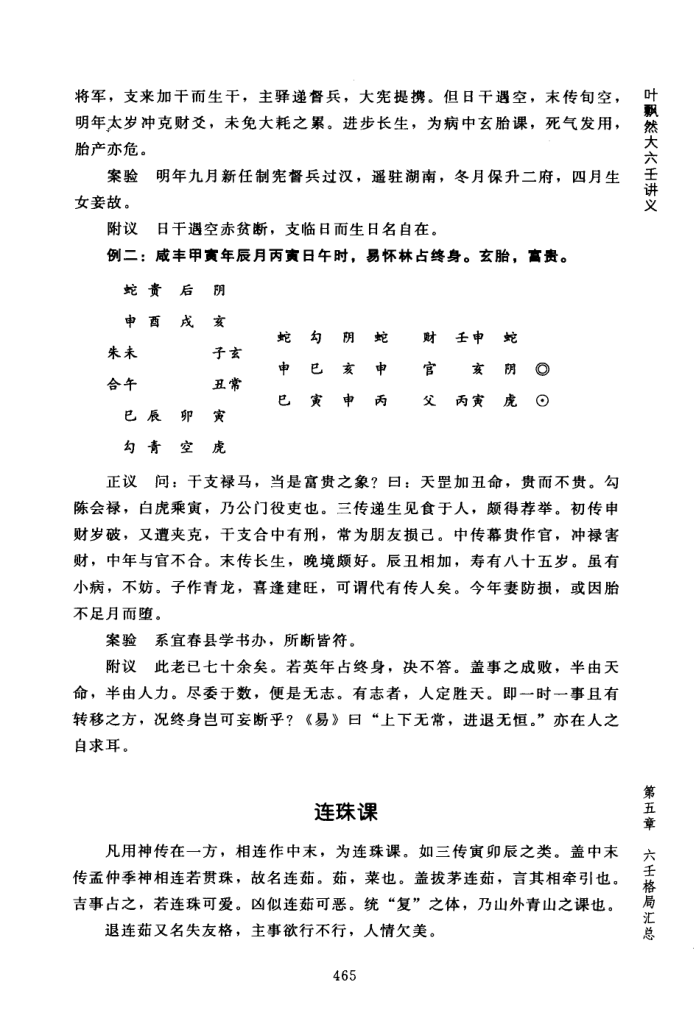 将军，支来加干而生干，主驿递督兵，大宪提携。但日干遇空，末传旬空，
明年太岁冲克财爻，未免大耗之累。进步长生，为病中玄胎课，死气发用，
胎产亦危。
案验　明年九月新任制宪督兵过汉，遥驻湖南，冬月保升二府，四月生
女妾故。
附议　日干遇空赤贫断，支临日而生日名自在。
例二：咸丰甲寅年辰月丙寅日午时，易怀林占终身。玄胎，富贵。
蛇　贵　后　阴
申　酉　戌　亥
蛇　勾　阴　蛇　　财　壬申　蛇
朱未　　　　子玄
申　巳　亥　申　　官　　亥　阴　◎
合午　　　　丑常
巳　寅　申　丙　　父　丙寅　虎　⊙
巳　辰　卯　寅
勾　青　空　虎
正议　问：干支禄马，当是富贵之象？曰：天罡加丑命，贵而不贵。勾
陈会禄，白虎乘寅，乃公门役吏也。三传递生见食于人，颇得荐举。初传申
财岁破，又遭夹克，干支合中有刑，常为朋友损己。中传幕贵作官，冲禄害
财，中年与官不合。末传长生，晚境颇好。辰丑相加，寿有八十五岁。虽有
小病，不妨。子作青龙，喜逢建旺，可谓代有传人矣。今年妻防损，或因胎
不足月而堕。
案验　系宜春县学书办，所断皆符。
附议　此老已七十余矣。若英年占终身，决不答。盖事之成败，半由天
命，半由人力。尽委于数，便是无志。有志者，人定胜天。即一时一事且有
转移之方，况终身岂可妄断乎？《易》曰“上下无常，进退无恒。”亦在人之
自求耳。
连珠课
凡用神传在一方，相连作中末，为连珠课。如三传寅卯辰之类。盖中末
传孟仲季神相连若贯珠，故名连茹。茹，菜也。盖拔茅连茹，言其相牵引也。
吉事占之，若连珠可爱。凶似连茹可恶。统“复”之体，乃山外青山之课也。
退连茹又名失友格，主事欲行不行，人情欠美。
叶飘然大六壬讲义
第五章　六壬格局汇总
465